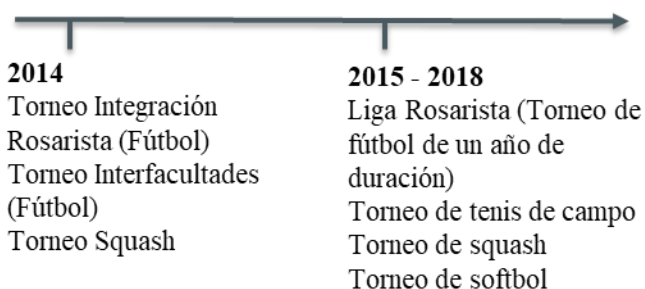 2014
Torneo Integración
Rosarista (Fútbol)
Torneo Interfacultades
(Fútbol)
Torneo Squash
2015 - 2018
Liga Rosarista (Torneo de
fútbol de un año de
duración)
Torneo de tenis de campo
Torneo de squash
Torneo de softbol